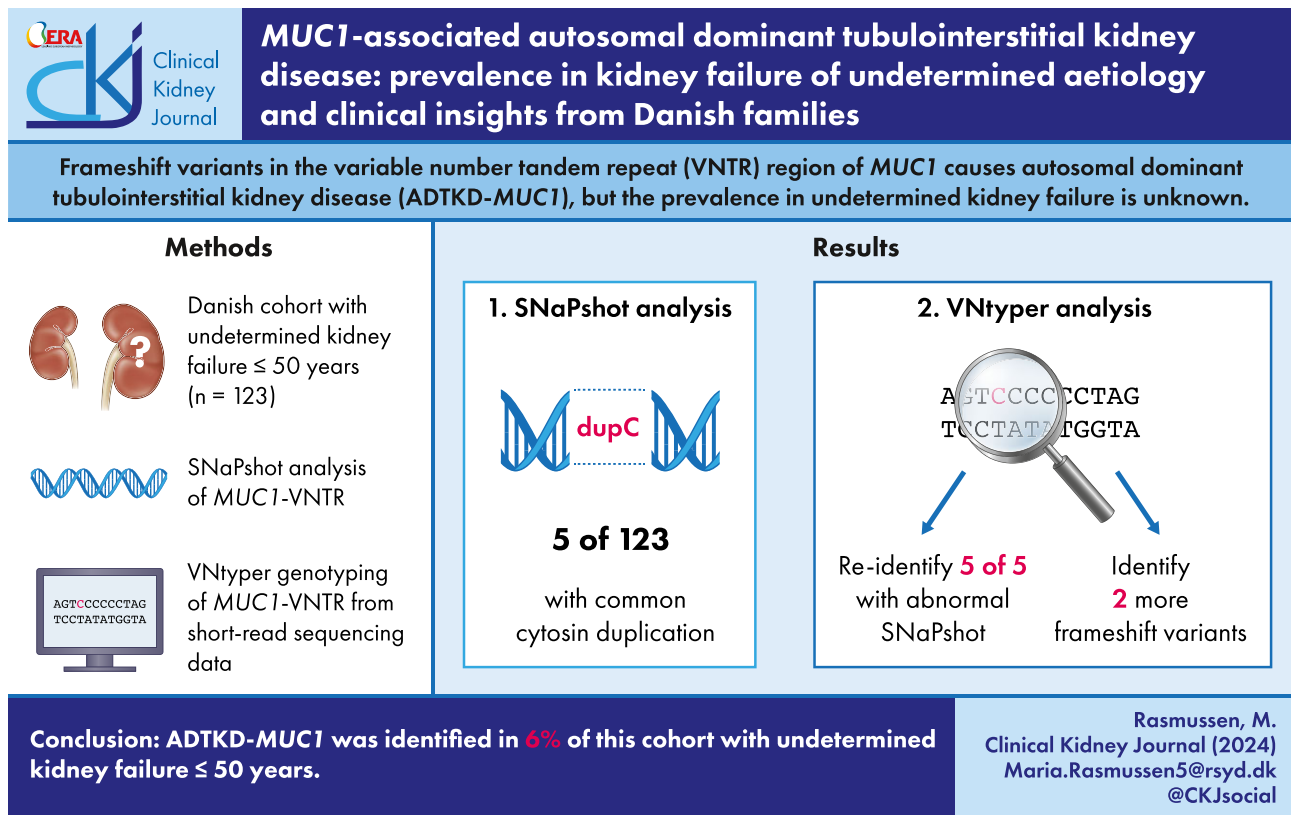 ERA
CKJ
Clinical
Kidney
Journal
MUC1-associated autosomal dominant tubulointerstitial kidney
disease: prevalence in kidney failure of undetermined aetiology
and clinical insights from Danish families
Frameshift variants in the variable number tandem repeat (VNTR) region of MUC1 causes autosomal dominant
tubulointerstitial kidney disease (ADTKD-MUC1), but the prevalence in undetermined kidney failure is unknown.
Methods
?
Danish cohort with
undetermined kidney
failure ≤ 50 years
(n = 123)
SNaPshot analysis
of MUC1-VNTR
AGTCCCCCCTAG
TCCTATATGGTA
VNtyper genotyping
of MUC1-VNTR from
short-read sequencing
data
Results
1. SNaPshot analysis
dupC
5 of 123
with common
cytosin duplication
2. VNtyper analysis
AGTCCCCCCTAG
TCCTATATGGTA
Re-identify 5 of 5
with abnormal
SNaPshot
Identify
2 more
frameshift variants
Conclusion: ADTKD-MUC1 was identified in 6% of this cohort with undetermined
kidney failure ≤ 50 years.
Rasmussen, M.
Clinical Kidney Journal (2024)
Maria.Rasmussen5@rsyd.dk
@CKJsocial